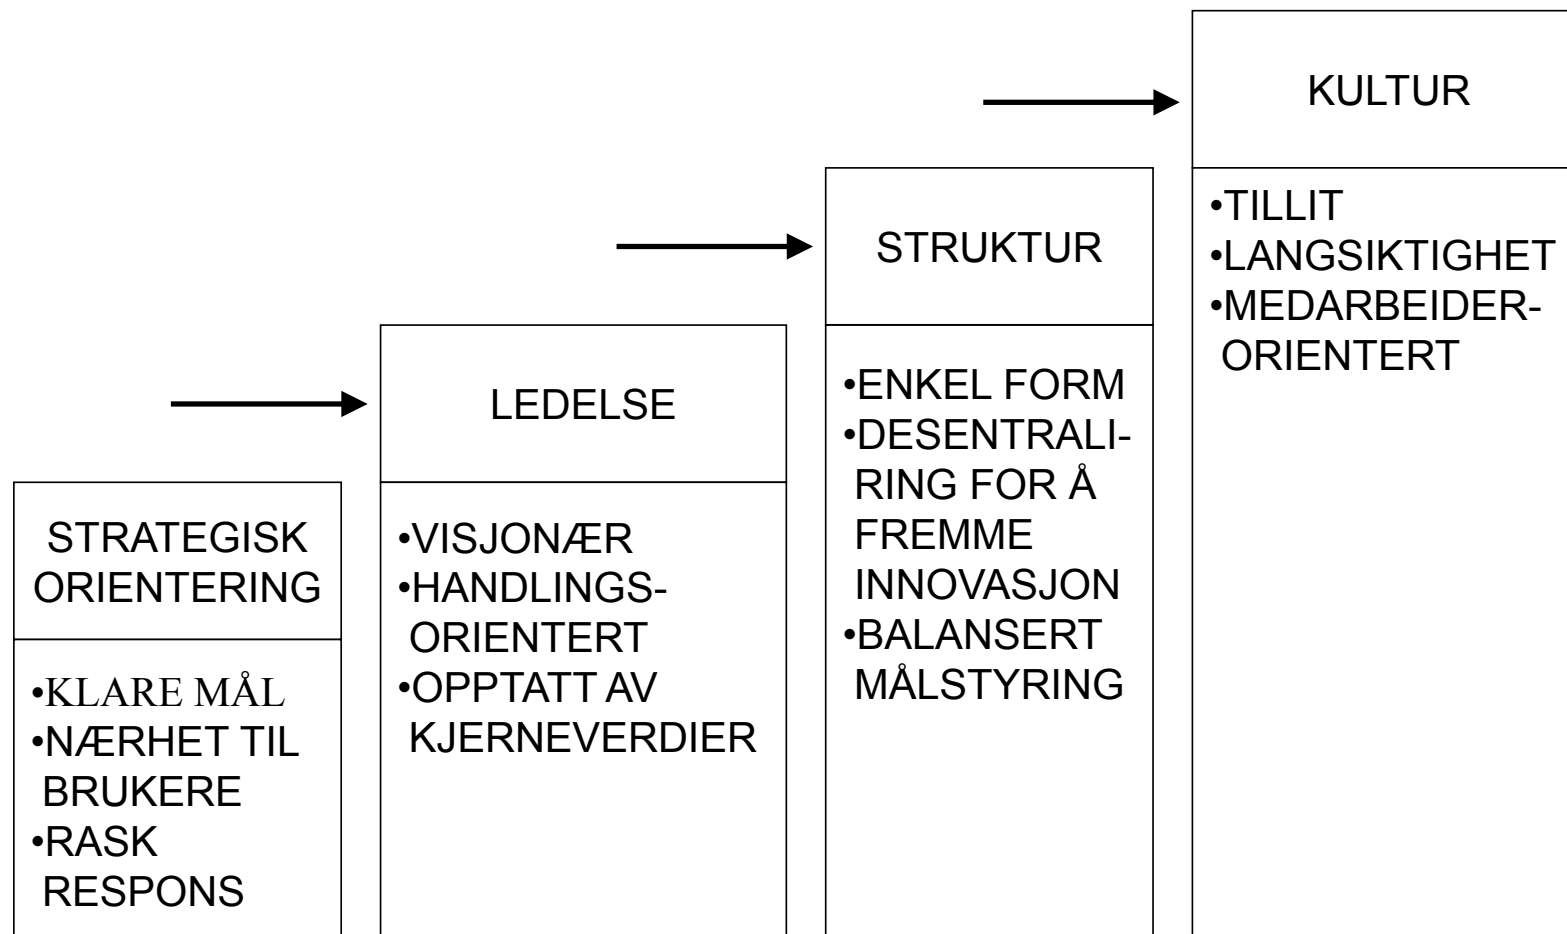 STRATEGISK
ORIENTERING
•KLARE MÅL
•NÆRHET TIL
BRUKERE
•RASK
RESPONS
LEDELSE
•VISJONÆR
•HANDLINGS-
ORIENTERT
•OPPTATT AV
KJERNEVERDIER
STRUKTUR
•ENKEL FORM
•DESENTRALI-
RING FOR Å
FREMME
INNOVASJON
•BALANSERT
MÅLSTYRING
KULTUR
•TILLIT
•LANGSIKTIGHET
•MEDARBEIDER-
ORIENTERT